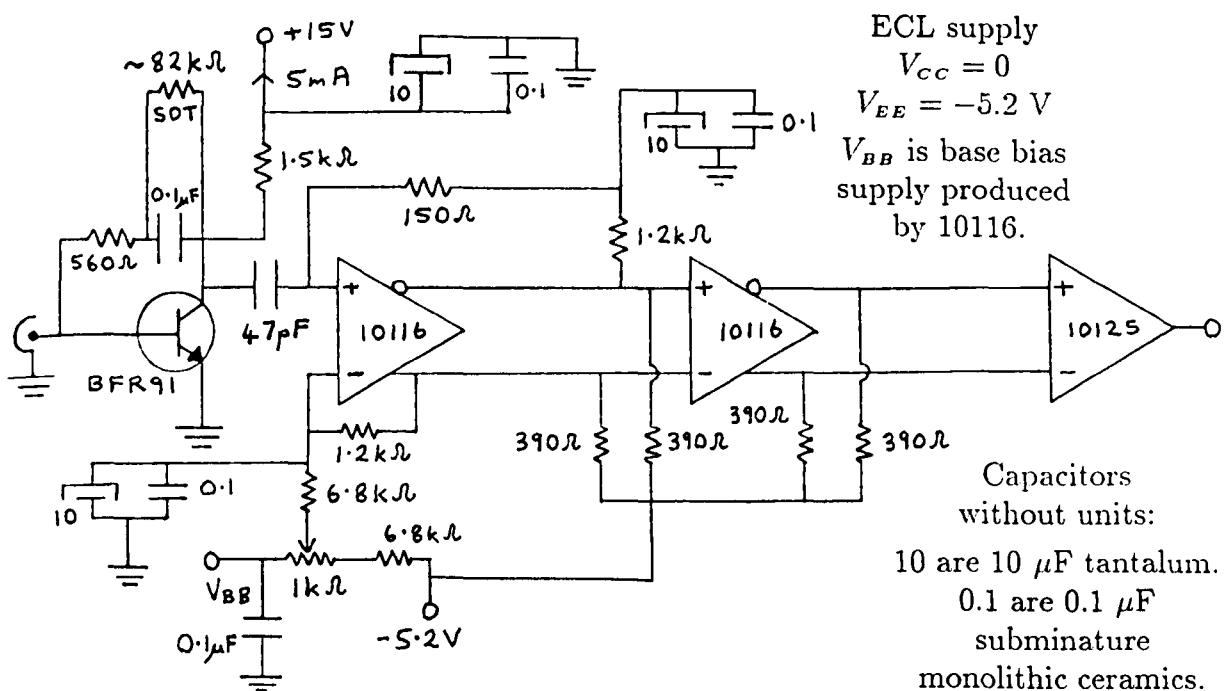 ECL supply
V_CC = 0
V_EE = -5.2 V
V_BB is base bias
supply produced
by 10116.
+15V
5mA
~82kΩ
SOT
10
0.1
10
0.1
1.5kΩ
0.1μF
150Ω
1.2kΩ
560Ω
47pF
+
10116
-
+
10116
-
+
10125
-
BFR91
1.2kΩ
390Ω
390Ω
390Ω
390Ω
10
0.1
6.8kΩ
6.8kΩ
V_BB
1kΩ
-5.2V
0.1μF
Capacitors
without units:
10 are 10 μF tantalum.
0.1 are 0.1 μF
subminature
monolithic ceramics.